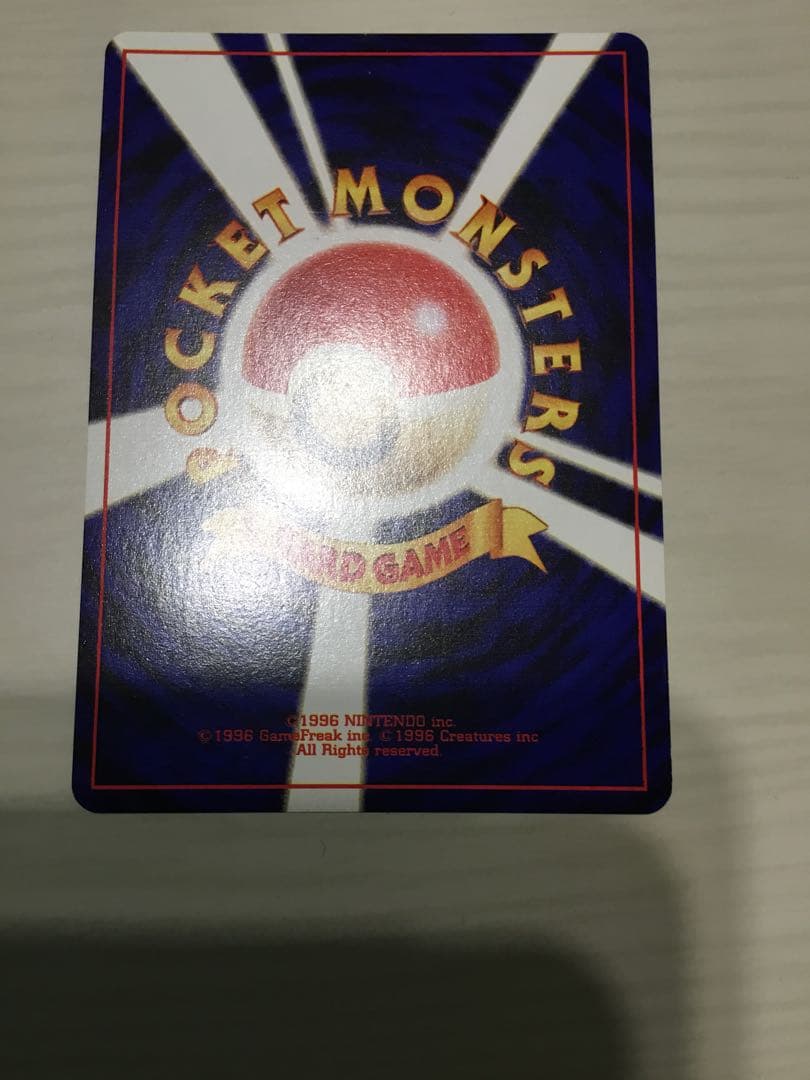 POCKET MONSTERS
CARD GAME
©1996 NINTENDO inc.
©1996 GameFreak inc. ©1996 Creatures inc
All Rights reserved.